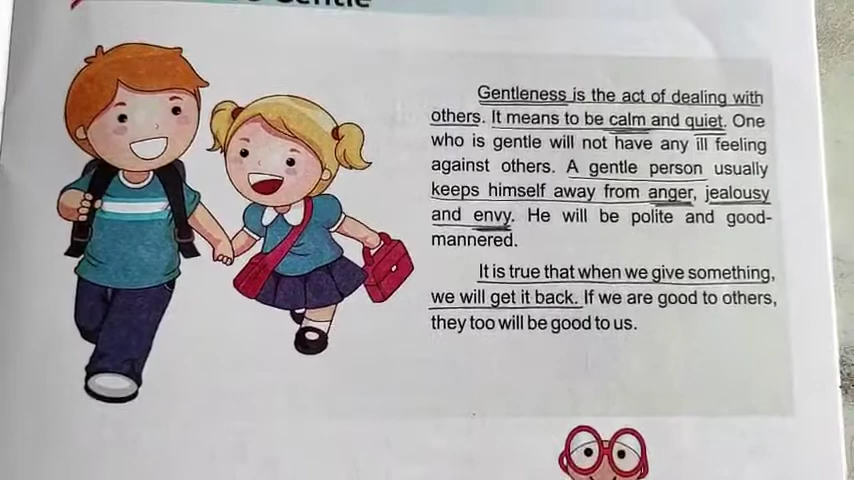 Gentle
Gentleness is the act of dealing with
others. It means to be calm and quiet. One
who is gentle will not have any ill feeling
against others. A gentle person usually
keeps himself away from anger, jealousy
and envy. He will be polite and good-
mannered.
It is true that when we give something,
we will get it back. If we are good to others,
they too will be good to us.